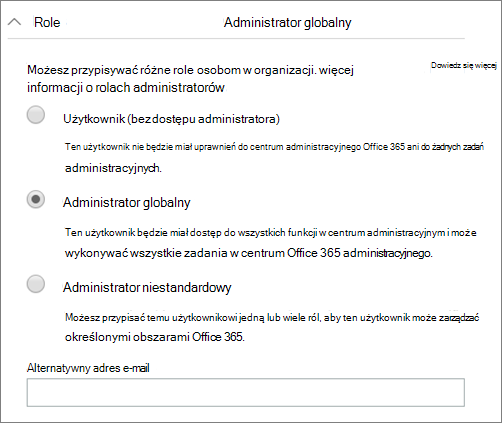 Role Administrator globalny
Możesz przypisywać różne role osobom w organizacji. więcej Dowiedz się więcej
informacji o rolach administratorów
Użytkownik (bez dostępu administratora)
Ten użytkownik nie będzie miał uprawnień do centrum administracyjnego Office 365 ani do żadnych zadań
administracyjnych.
Administrator globalny
Ten użytkownik będzie miał dostęp do wszystkich funkcji w centrum administracyjnym i może
wykonywać wszystkie zadania w centrum Office 365 administracyjnego.
Administrator niestandardowy
Możesz przypisać temu użytkownikowi jedną lub wiele ról, aby ten użytkownik może zarządzać
określonymi obszarami Office 365.
Alternatywny adres e-mail